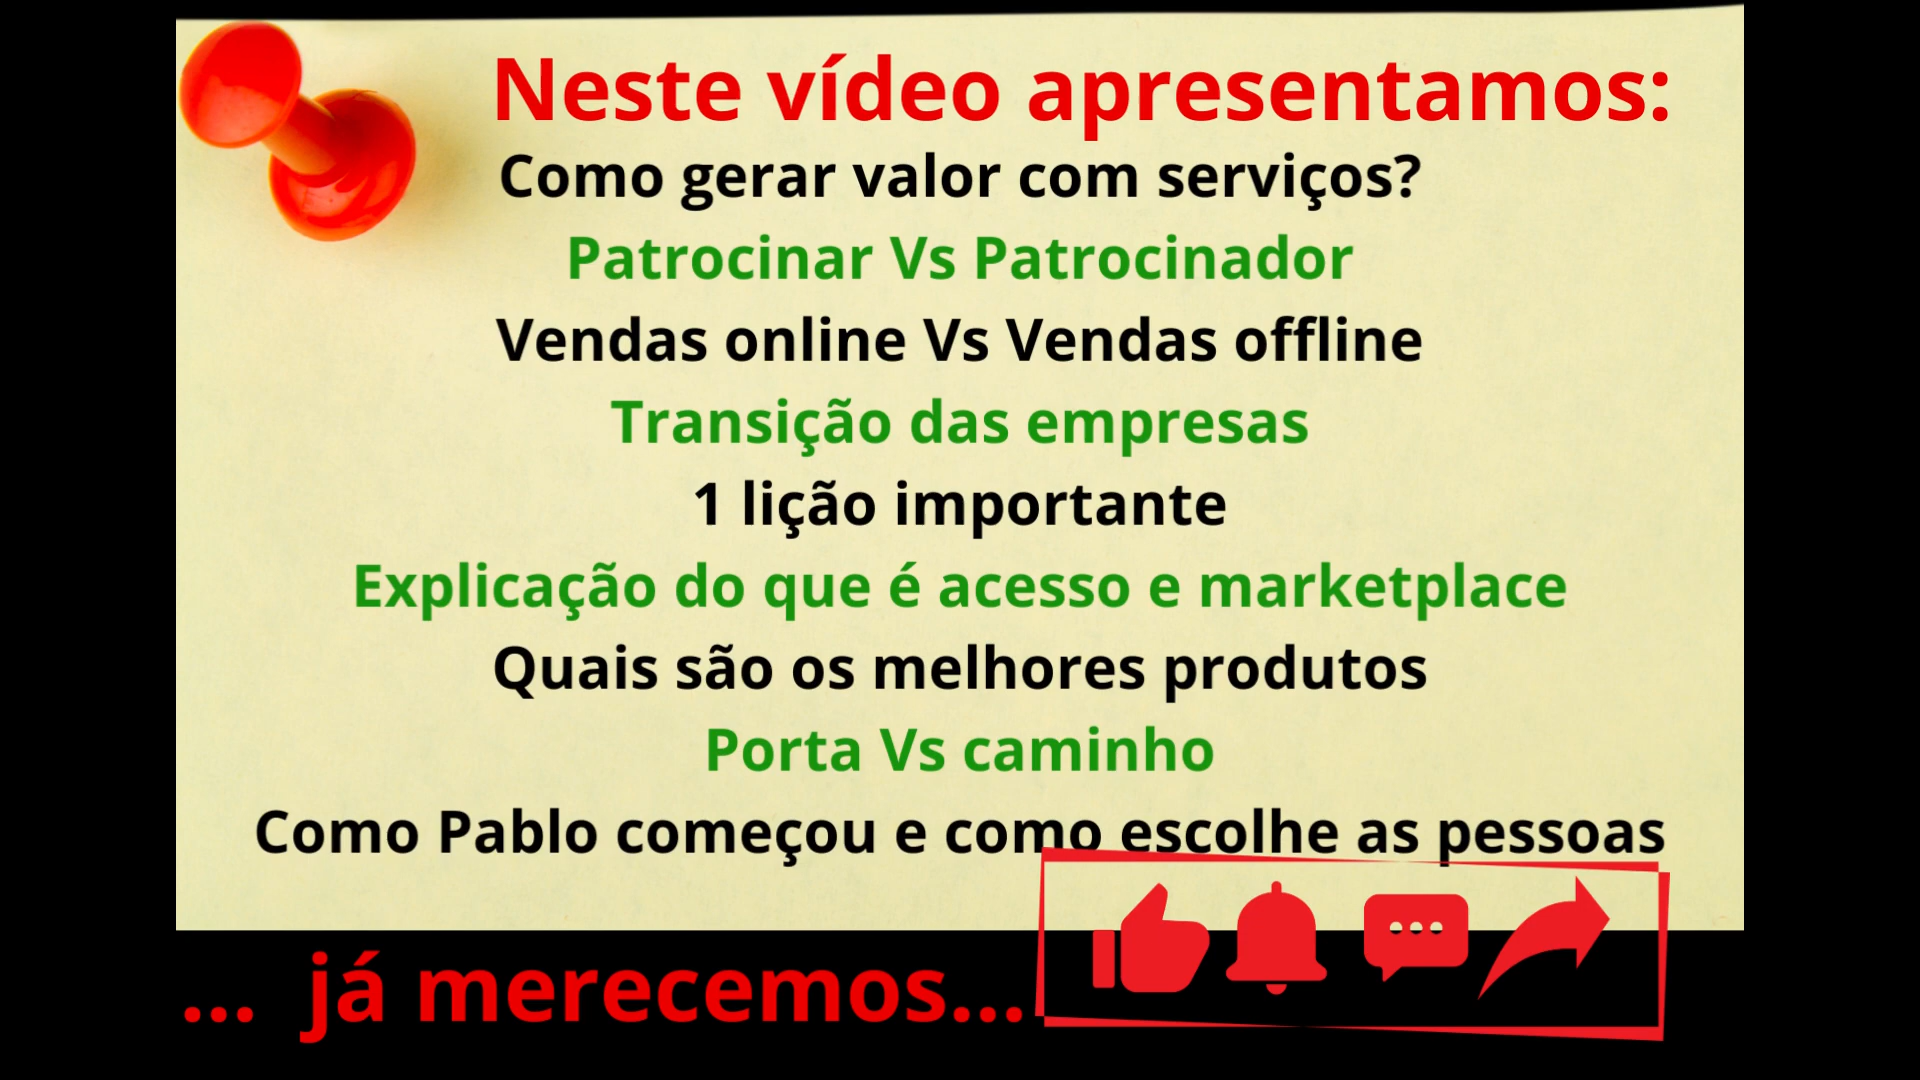 Neste vídeo apresentamos:
Como gerar valor com serviços?
Patrocinar Vs Patrocinador
Vendas online Vs Vendas offline
Transição das empresas
1 lição importante
Explicação do que é acesso e marketplace
Quais são os melhores produtos
Porta Vs caminho
Como Pablo começou e como escolhe as pessoas
... já merecemos...